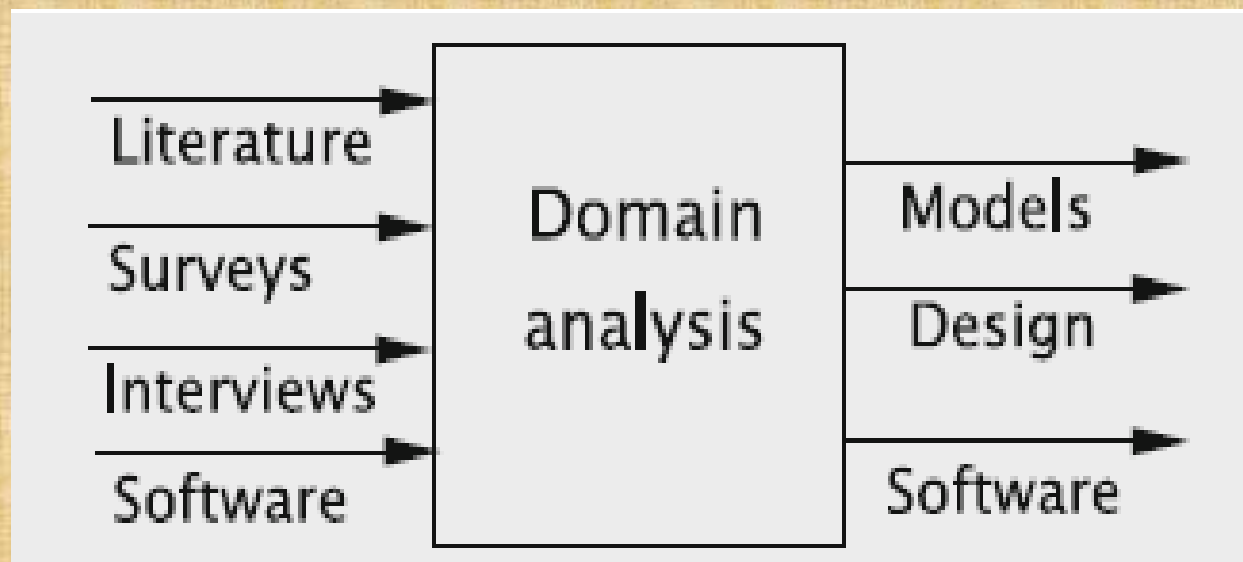 Literature
Surveys
Interviews
Software
Domain
analysis
Models
Design
Software